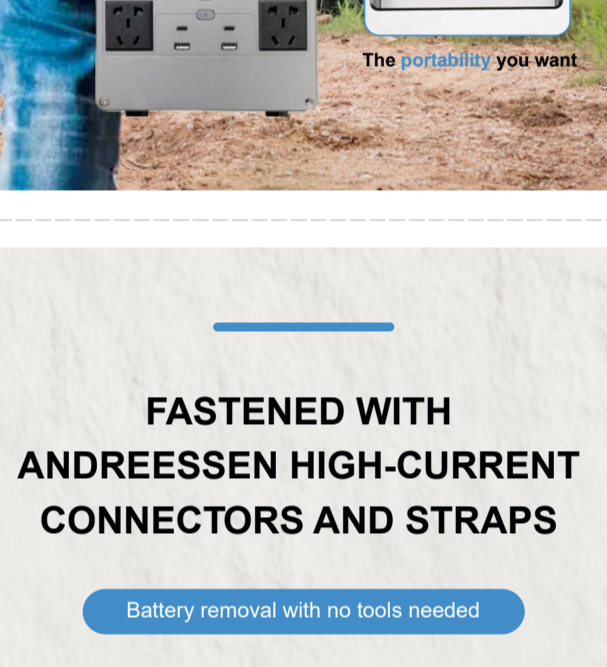 The portability you want
FASTENED WITH
ANDREESSEN HIGH-CURRENT
CONNECTORS AND STRAPS
Battery removal with no tools needed